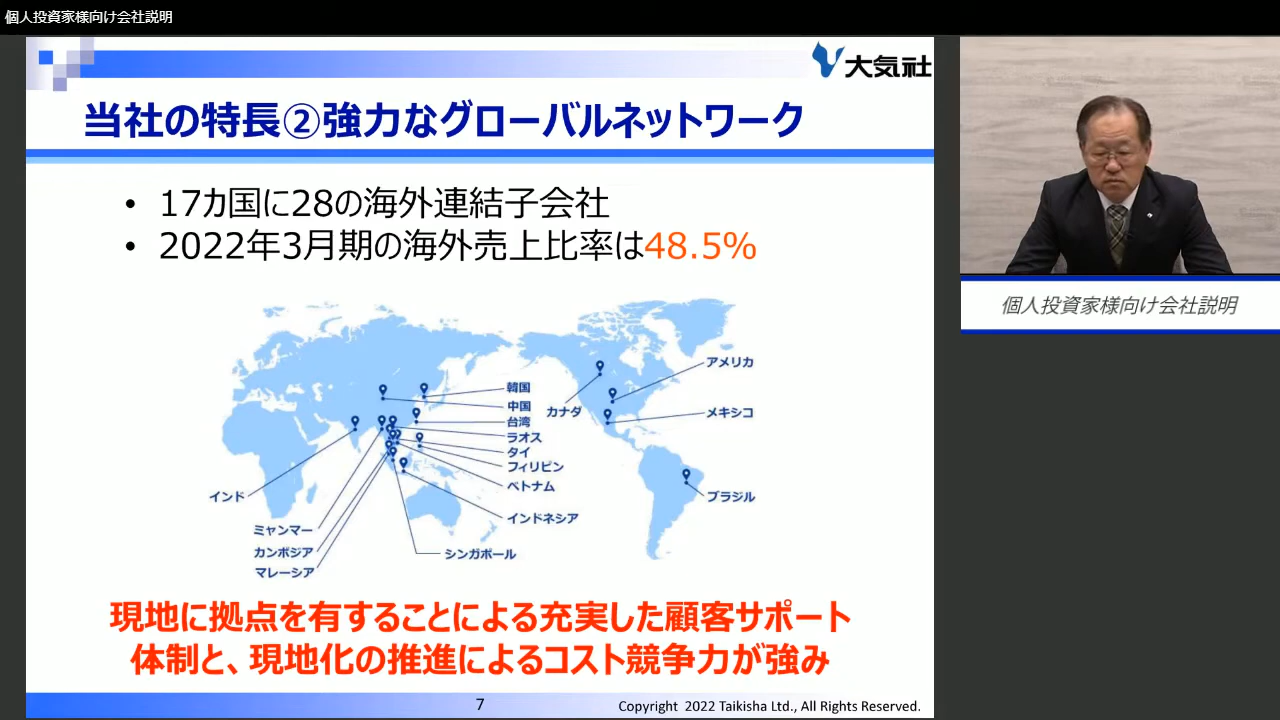 個人投資家様向け会社説明
大気社
当社の特長②強力なグローバルネットワーク
• 17カ国に28の海外連結子会社
• 2022年3月期の海外売上比率は48.5%
アメリカ
韓国
中国
カナダ
メキシコ
台湾
ラオス
タイ
フィリピン
ベトナム
インド
ブラジル
インドネシア
ミャンマー
カンボジア
シンガポール
マレーシア
現地に拠点を有することによる充実した顧客サポート
体制と、現地化の推進によるコスト競争力が強み
7
Copyright 2022 Taikisha Ltd., All Rights Reserved.
個人投資家様向け会社説明